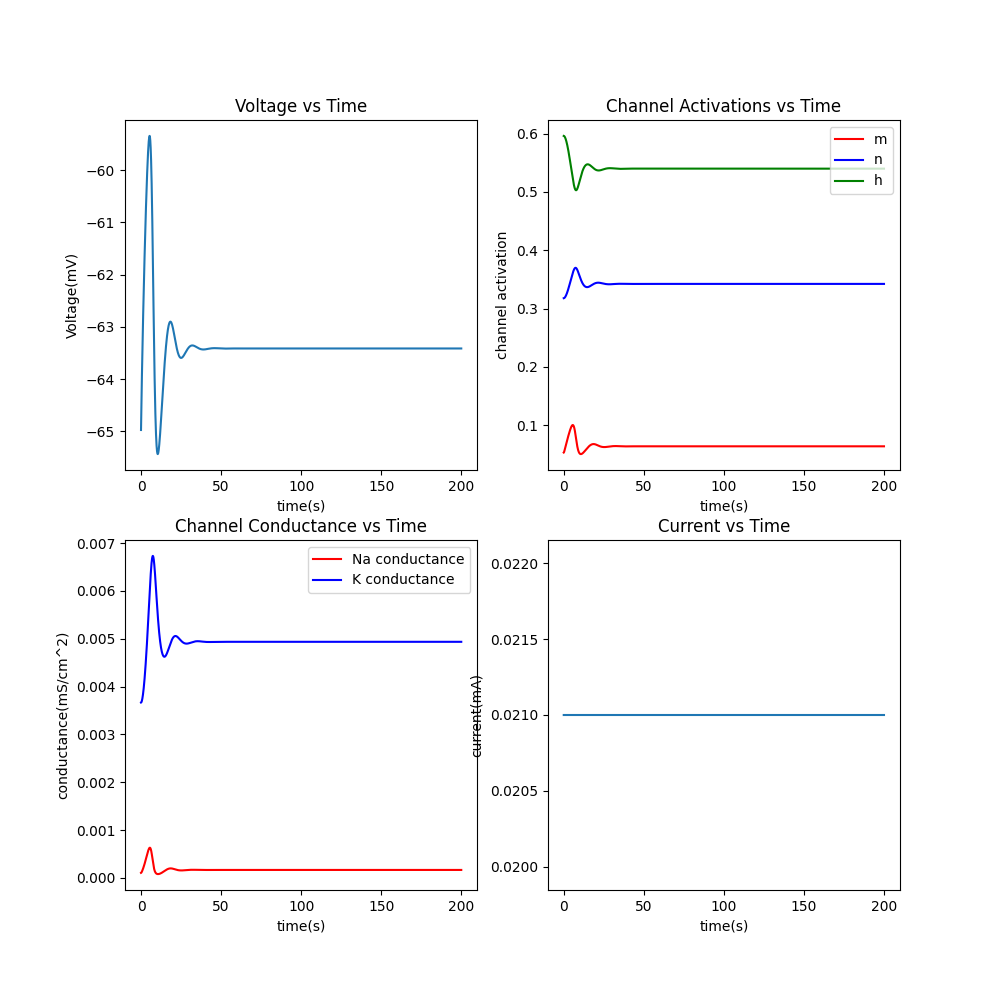 Voltage vs Time
Voltage(mV)
−60
−61
−62
−63
−64
−65
0 50 100 150 200
time(s)
Channel Activations vs Time
channel activation
0.6
0.5
0.4
0.3
0.2
0.1
m
n
h
0 50 100 150 200
time(s)
Channel Conductance vs Time
conductance(mS/cm^2)
0.007
0.006
0.005
0.004
0.003
0.002
0.001
0.000
Na conductance
K conductance
0 50 100 150 200
time(s)
Current vs Time
current(mA)
0.0220
0.0215
0.0210
0.0205
0.0200
0 50 100 150 200
time(s)